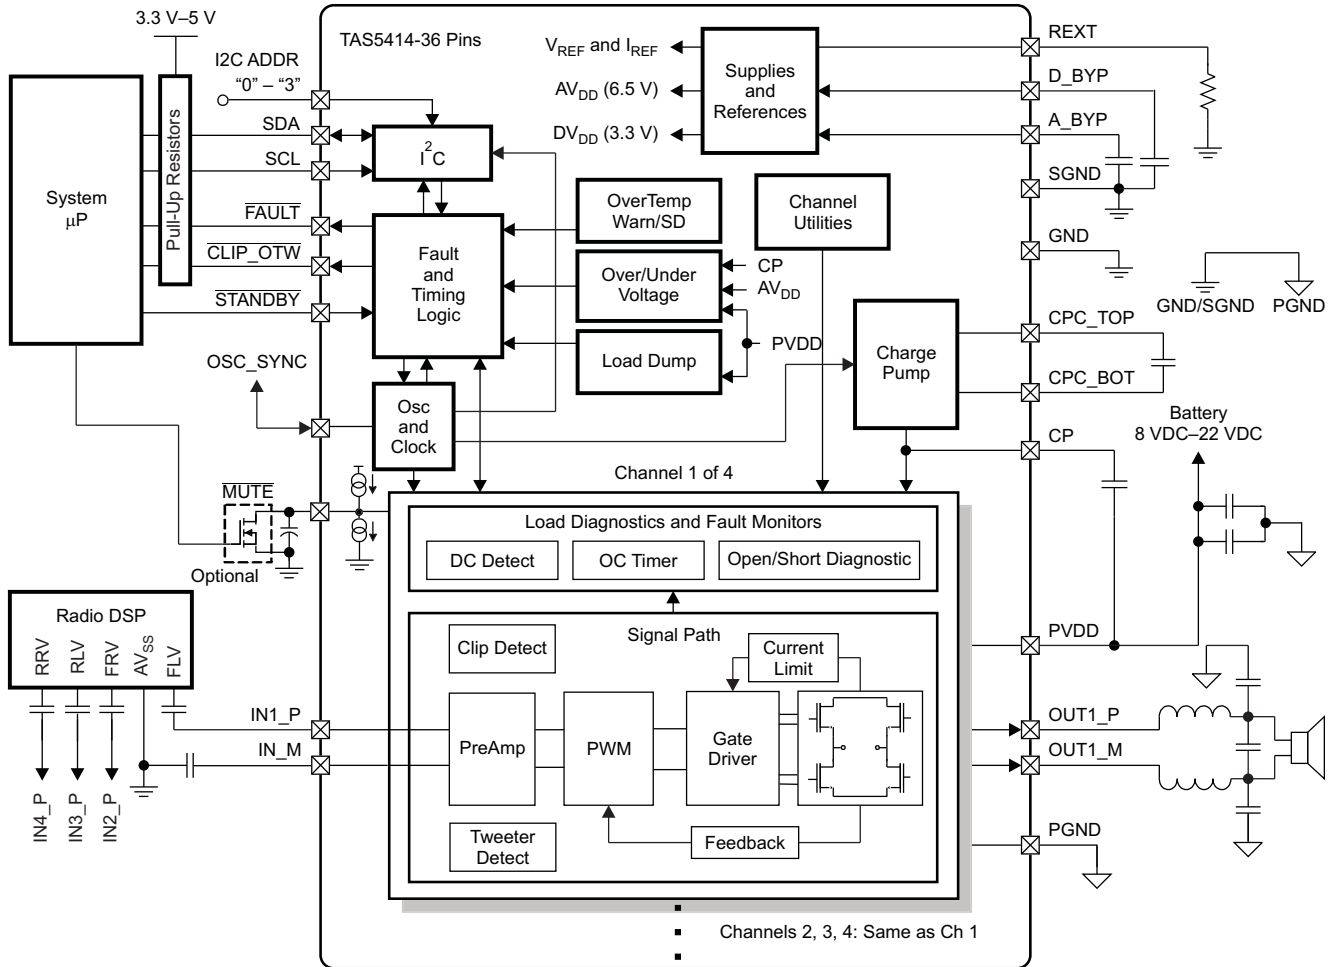 3.3 V–5 V
TAS5414-36 Pins
I2C ADDR
"0" – "3"
SDA
SCL
FAULT
CLIP_OTW
STANDBY
OSC_SYNC
MUTE
Optional
System
µP
Pull-Up Resistors
I²C
Fault
and
Timing
Logic
Osc
and
Clock
VREF and IREF
AVDD (6.5 V)
DVDD (3.3 V)
Supplies
and
References
OverTemp
Warn/SD
Over/Under
Voltage
Load Dump
CP
AVDD
PVDD
Channel
Utilities
Charge
Pump
REXT
D_BYP
A_BYP
SGND
GND
GND/SGND
PGND
CPC_TOP
CPC_BOT
CP
Battery
8 VDC–22 VDC
PVDD
OUT1_P
OUT1_M
PGND
Channel 1 of 4
Load Diagnostics and Fault Monitors
DC Detect
OC Timer
Open/Short Diagnostic
Signal Path
Clip Detect
Current
Limit
PreAmp
PWM
Gate
Driver
Tweeter
Detect
Feedback
Radio DSP
RRV
RLV
FRV
AVSS
FLV
IN1_P
IN_M
IN4_P
IN3_P
IN2_P
Channels 2, 3, 4: Same as Ch 1